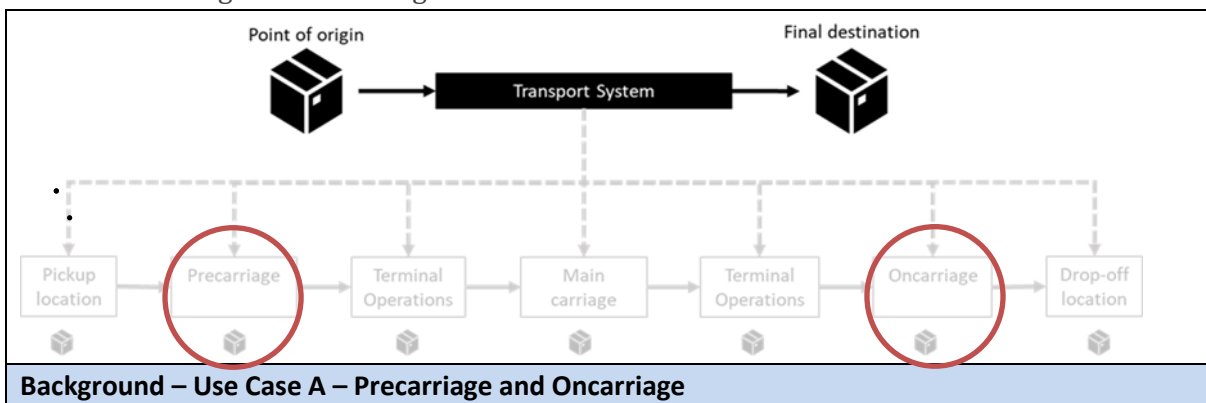 Point of origin
Final destination
Transport System
Pickup
location
Precarriage
Terminal
Operations
Main
carriage
Terminal
Operations
Oncarriage
Drop-off
location
Background – Use Case A – Precarriage and Oncarriage